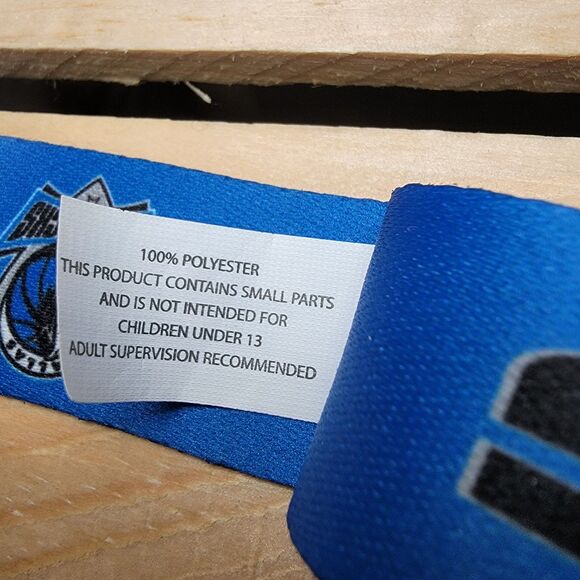 100% POLYESTER
THIS PRODUCT CONTAINS SMALL PARTS
AND IS NOT INTENDED FOR
CHILDREN UNDER 13
ADULT SUPERVISION RECOMMENDED